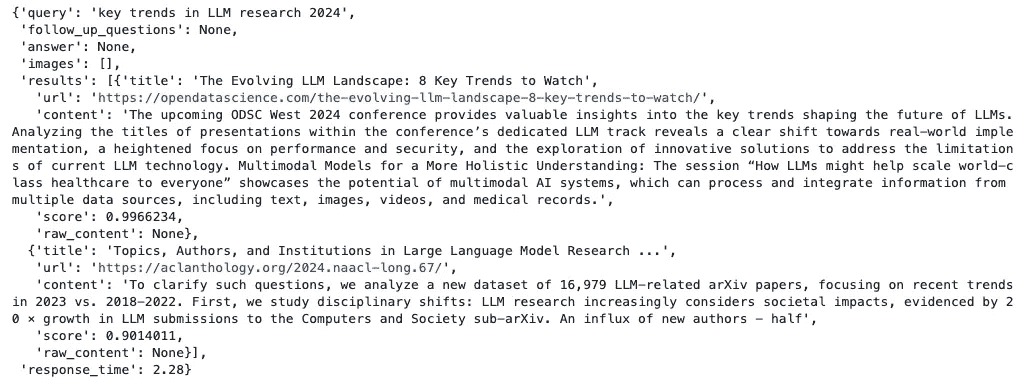 {'query': 'key trends in LLM research 2024',
 'follow_up_questions': None,
 'answer': None,
 'images': [],
 'results': [{'title': 'The Evolving LLM Landscape: 8 Key Trends to Watch',
   'url': 'https://opendatascience.com/the-evolving-llm-landscape-8-key-trends-to-watch/',
   'content': 'The upcoming ODSC West 2024 conference provides valuable insights into the key trends shaping the future of LLMs.
Analyzing the titles of presentations within the conference’s dedicated LLM track reveals a clear shift towards real-world imple
mentation, a heightened focus on performance and security, and the exploration of innovative solutions to address the limitation
s of current LLM technology. Multimodal Models for a More Holistic Understanding: The session “How LLMs might help scale world-c
lass healthcare to everyone” showcases the potential of multimodal AI systems, which can process and integrate information from
multiple data sources, including text, images, videos, and medical records.',
   'score': 0.9966234,
   'raw_content': None},
  {'title': 'Topics, Authors, and Institutions in Large Language Model Research ...',
   'url': 'https://aclanthology.org/2024.naacl-long.67/',
   'content': 'To clarify such questions, we analyze a new dataset of 16,979 LLM-related arXiv papers, focusing on recent trends
in 2023 vs. 2018-2022. First, we study disciplinary shifts: LLM research increasingly considers societal impacts, evidenced by 2
0 × growth in LLM submissions to the Computers and Society sub-arXiv. An influx of new authors – half',
   'score': 0.9014011,
   'raw_content': None}],
 'response_time': 2.28}